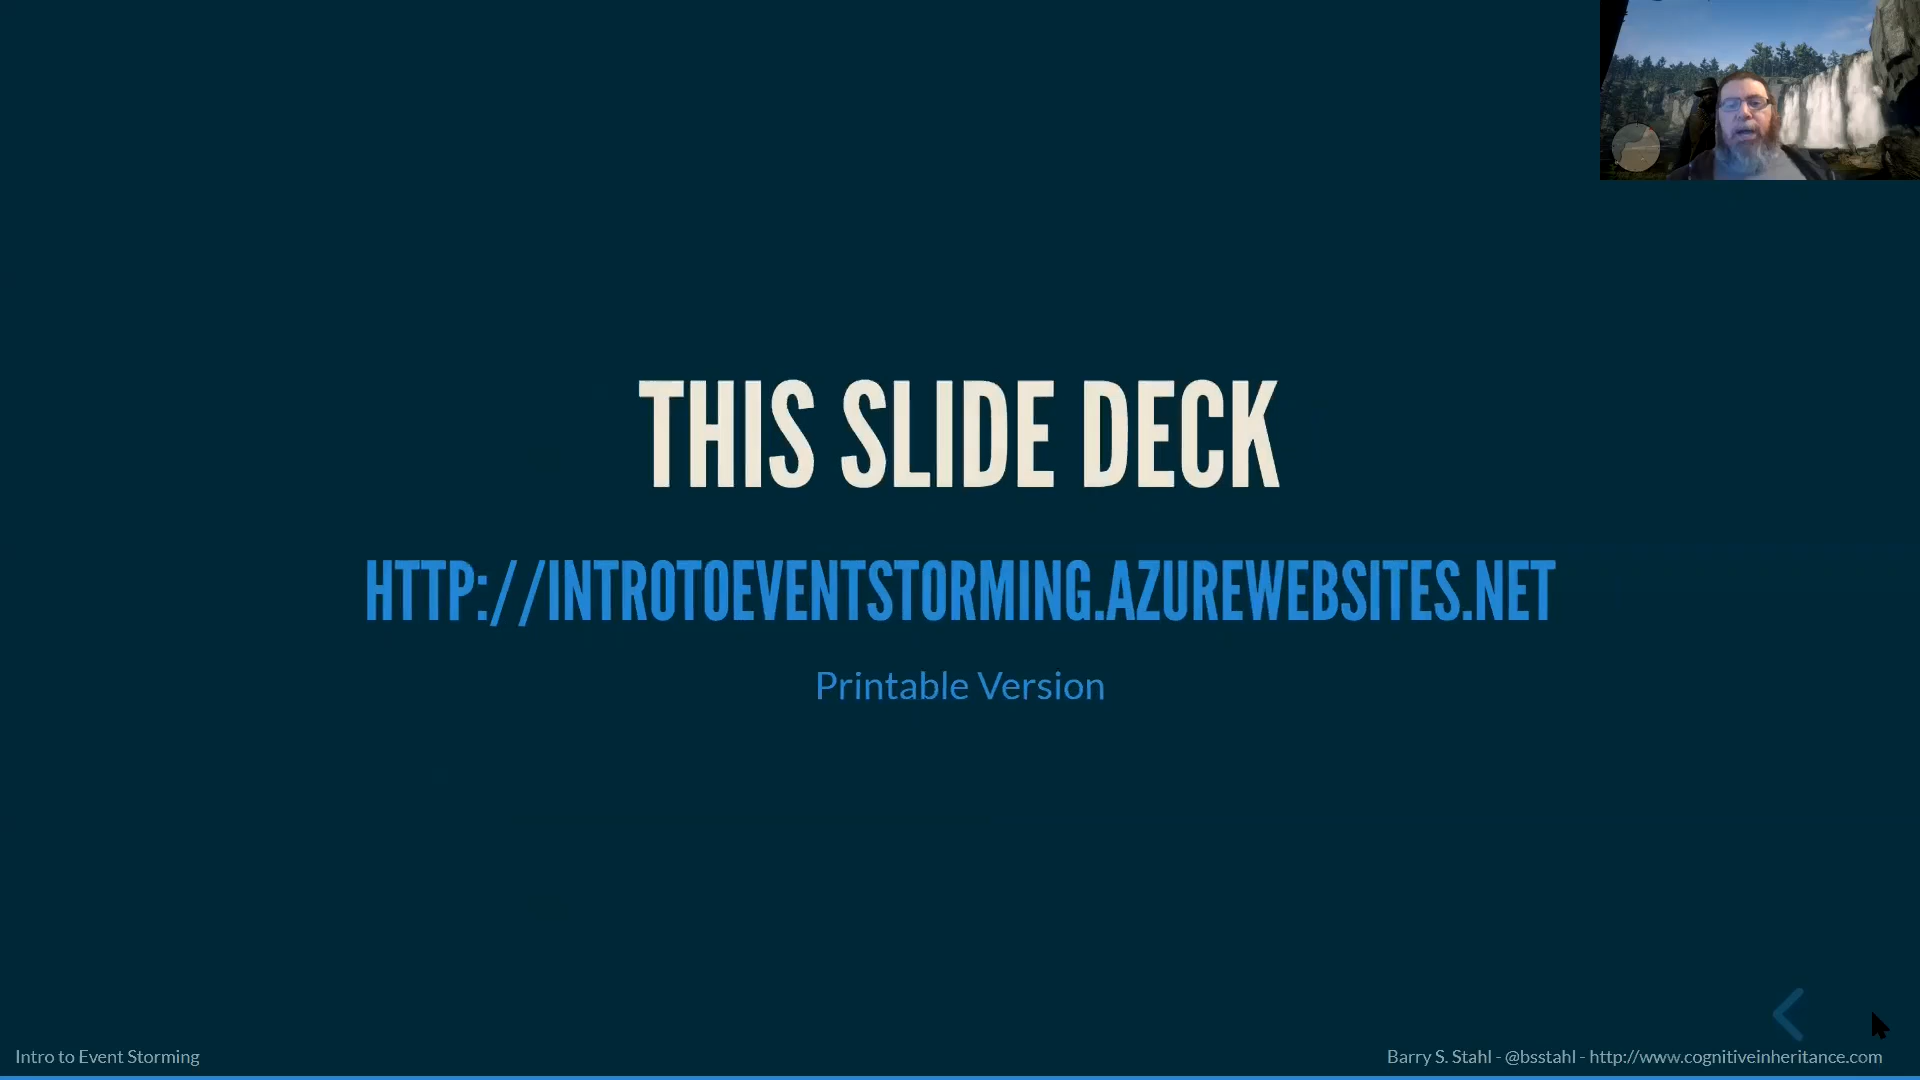 THIS SLIDE DECK
HTTP://INTROTOEVENTSTORMING.AZUREWEBSITES.NET
Printable Version
Intro to Event Storming
Barry S. Stahl - @bsstahl - http://www.cognitiveinheritance.com